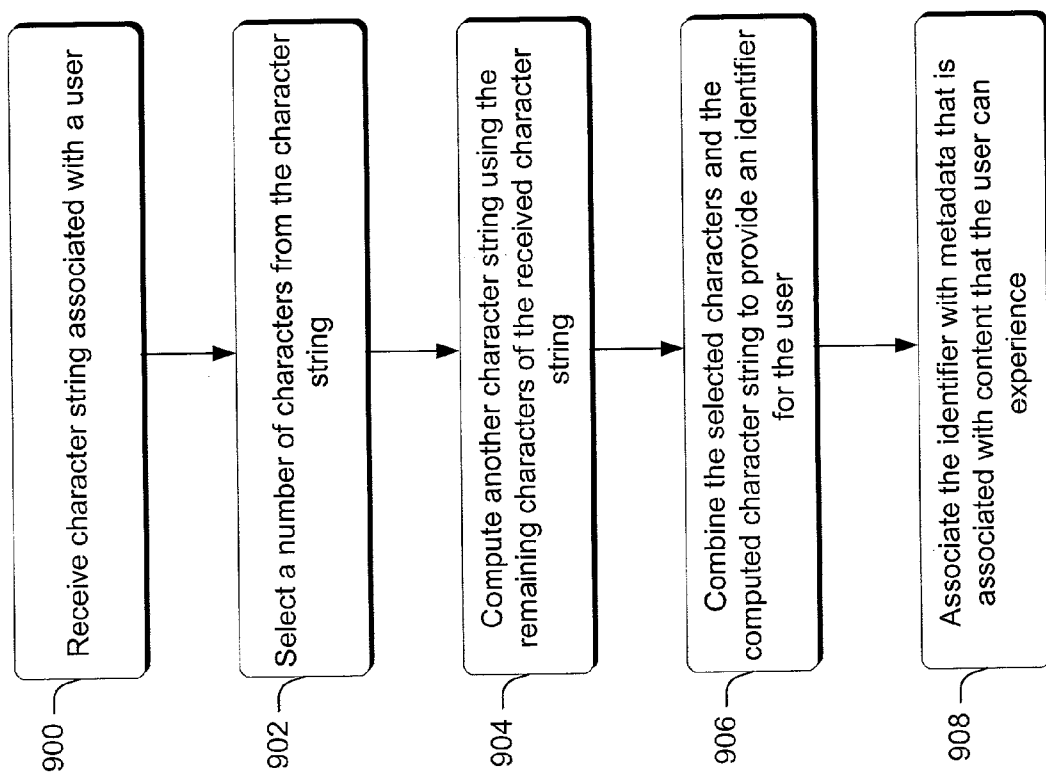 900
Receive character string associated with a user
902
Select a number of characters from the character
string
904
Compute another character string using the
remaining characters of the received character
string
906
Combine the selected characters and the
computed character string to provide an identifier
for the user
908
Associate the identifier with metadata that is
associated with content that the user can
experience